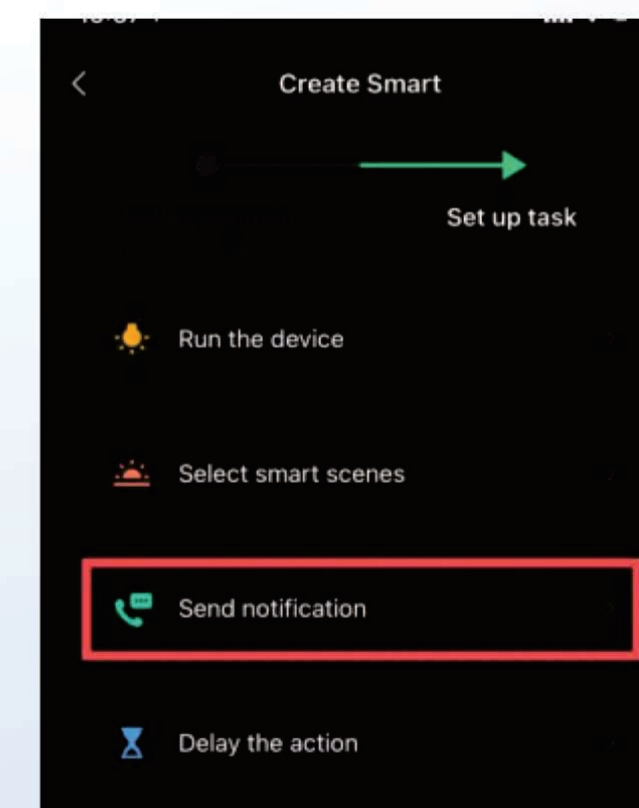 Create Smart
Set up task
Run the device
Select smart scenes
Send notification
Delay the action